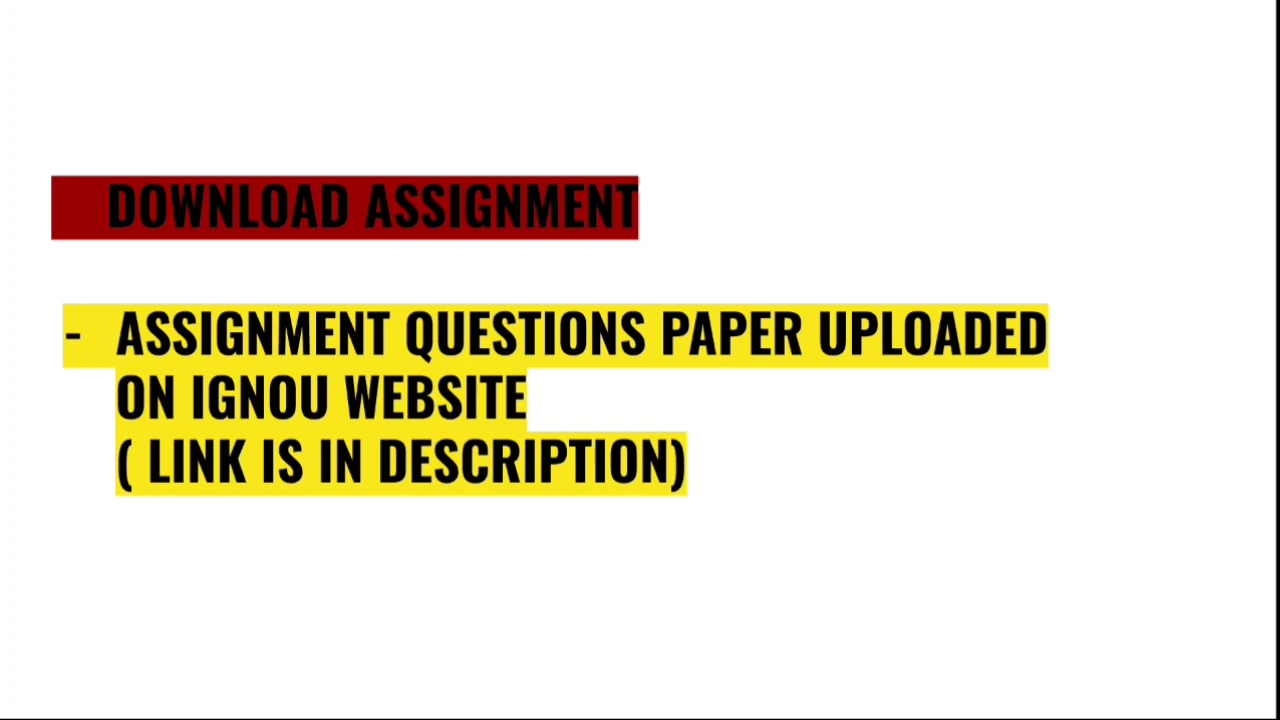 DOWNLOAD ASSIGNMENT
- ASSIGNMENT QUESTIONS PAPER UPLOADED
ON IGNOU WEBSITE
( LINK IS IN DESCRIPTION)